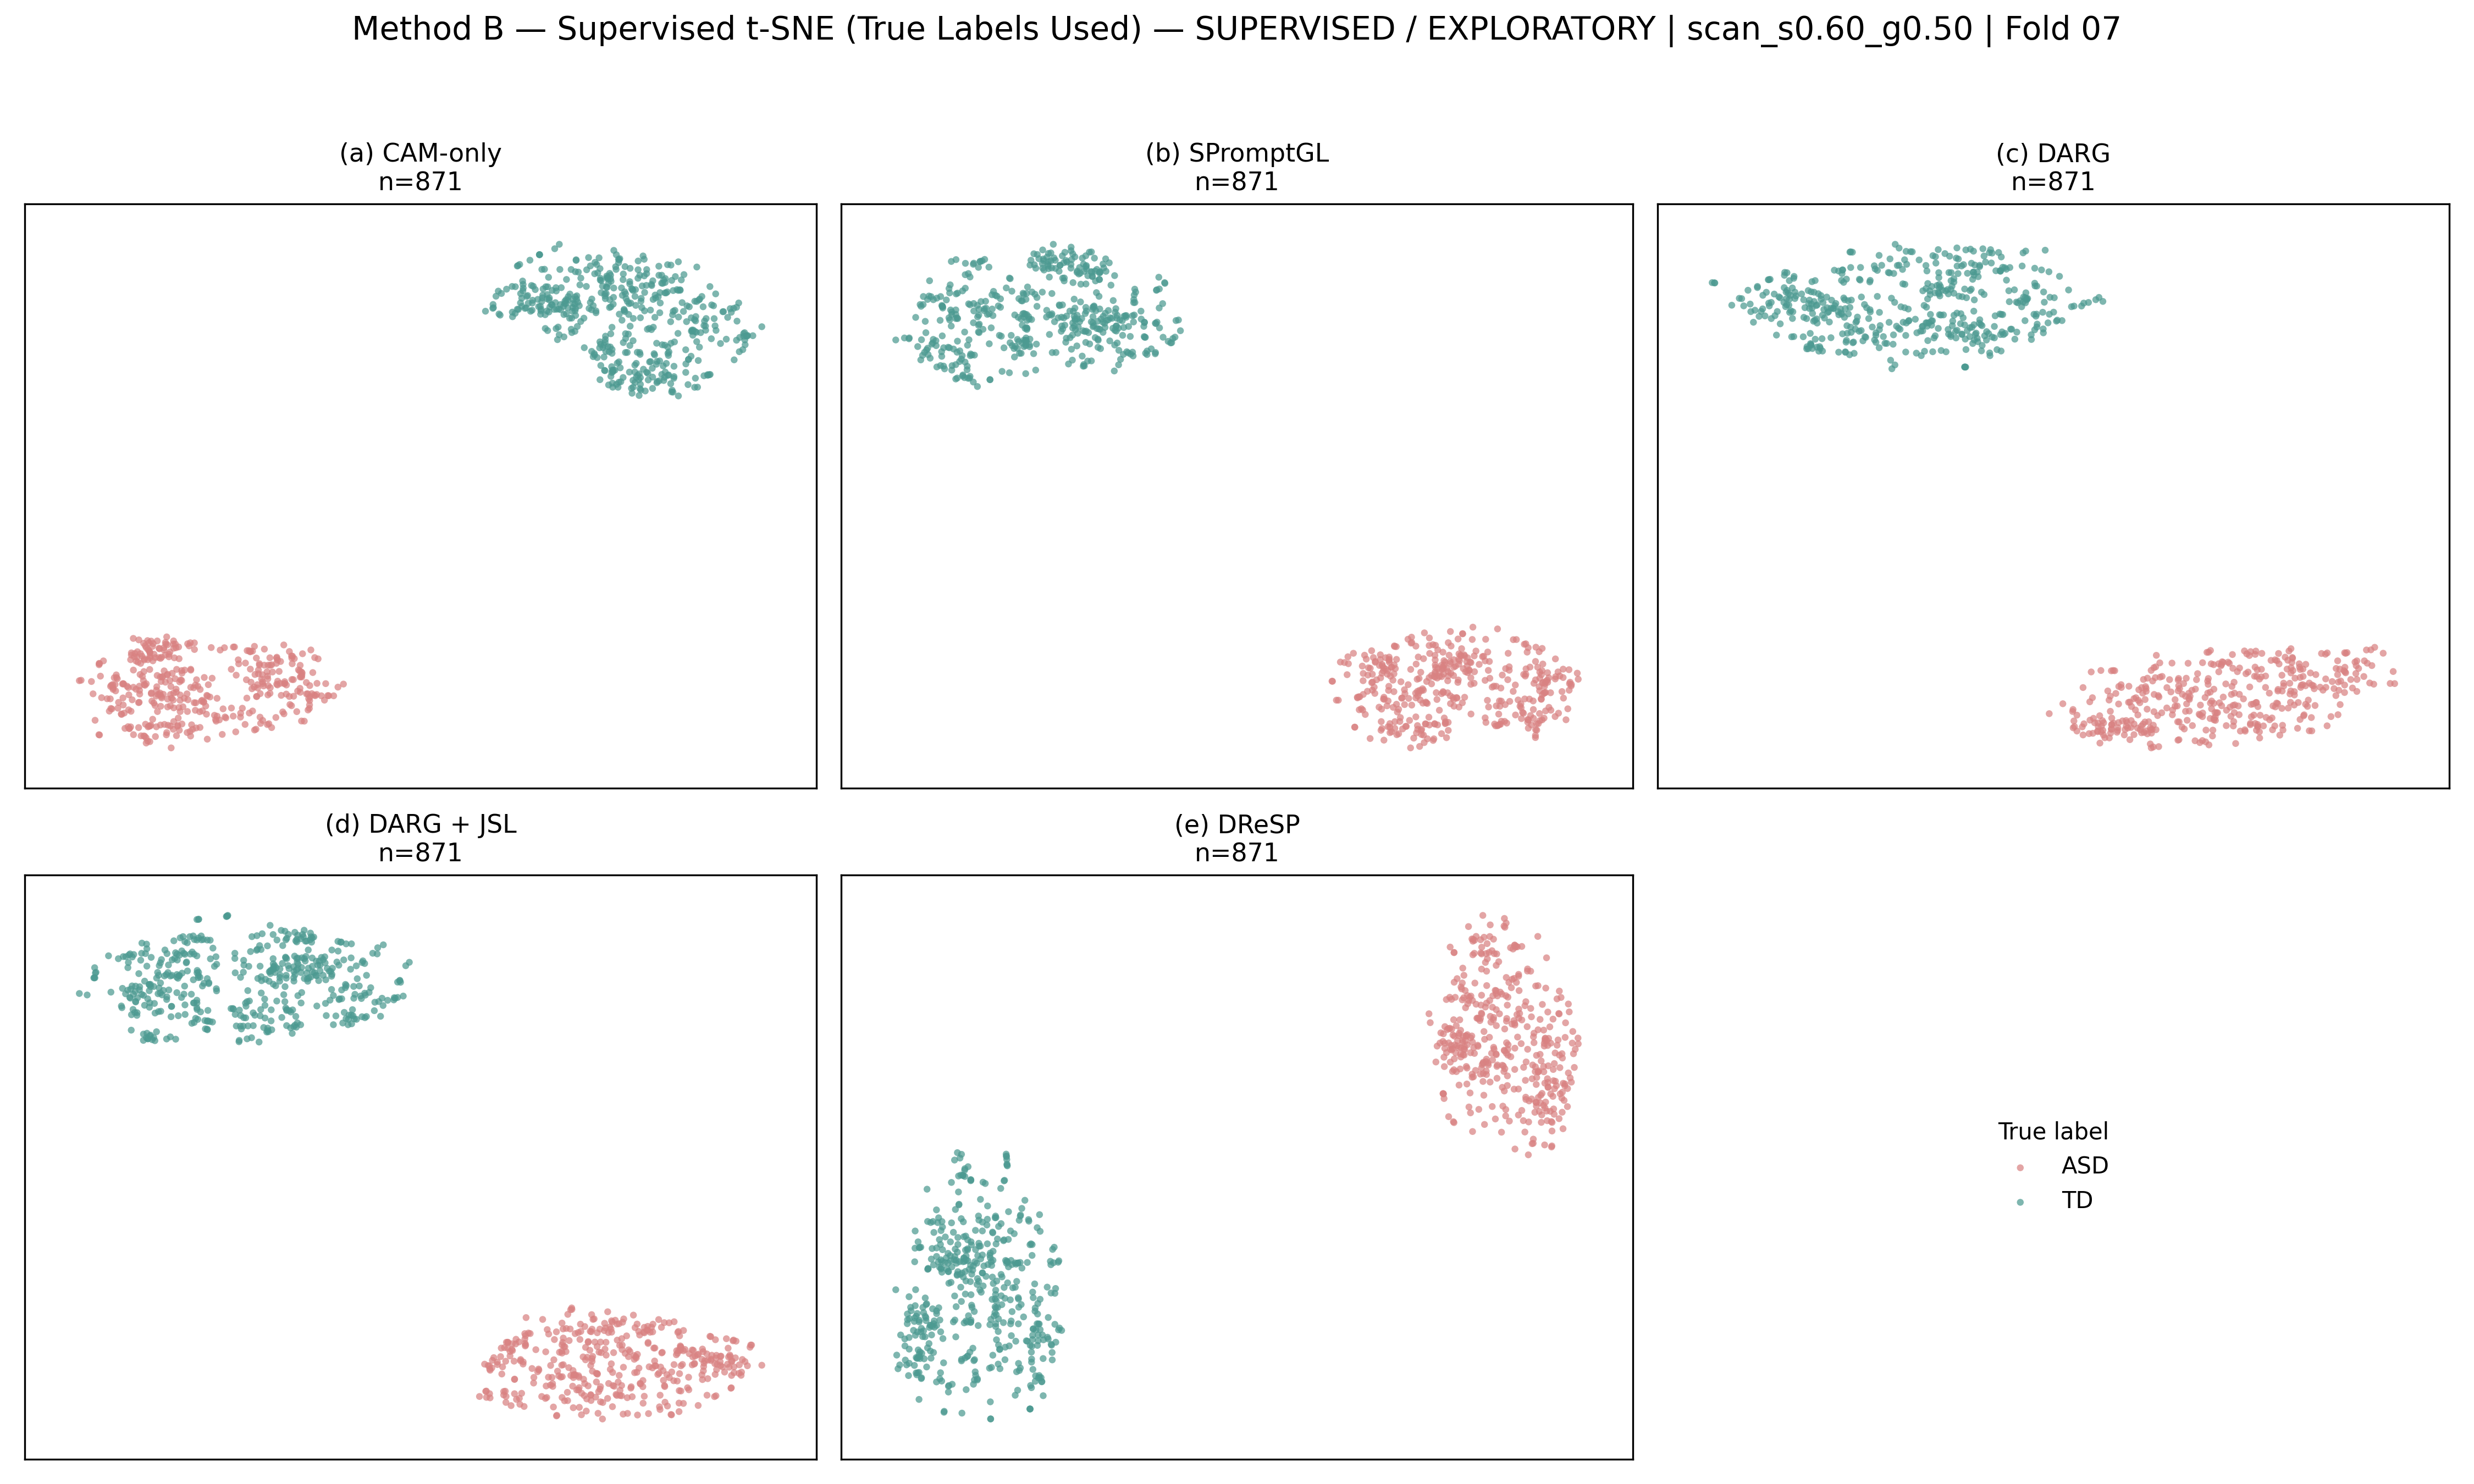 Method B — Supervised t-SNE (True Labels Used) — SUPERVISED / EXPLORATORY | scan_s0.60_g0.50 | Fold 07
(a) CAM-only
n=871
(b) SPromptGL
n=871
(c) DARG
n=871
(d) DARG + JSL
n=871
(e) DReSP
n=871
True label
ASD
TD